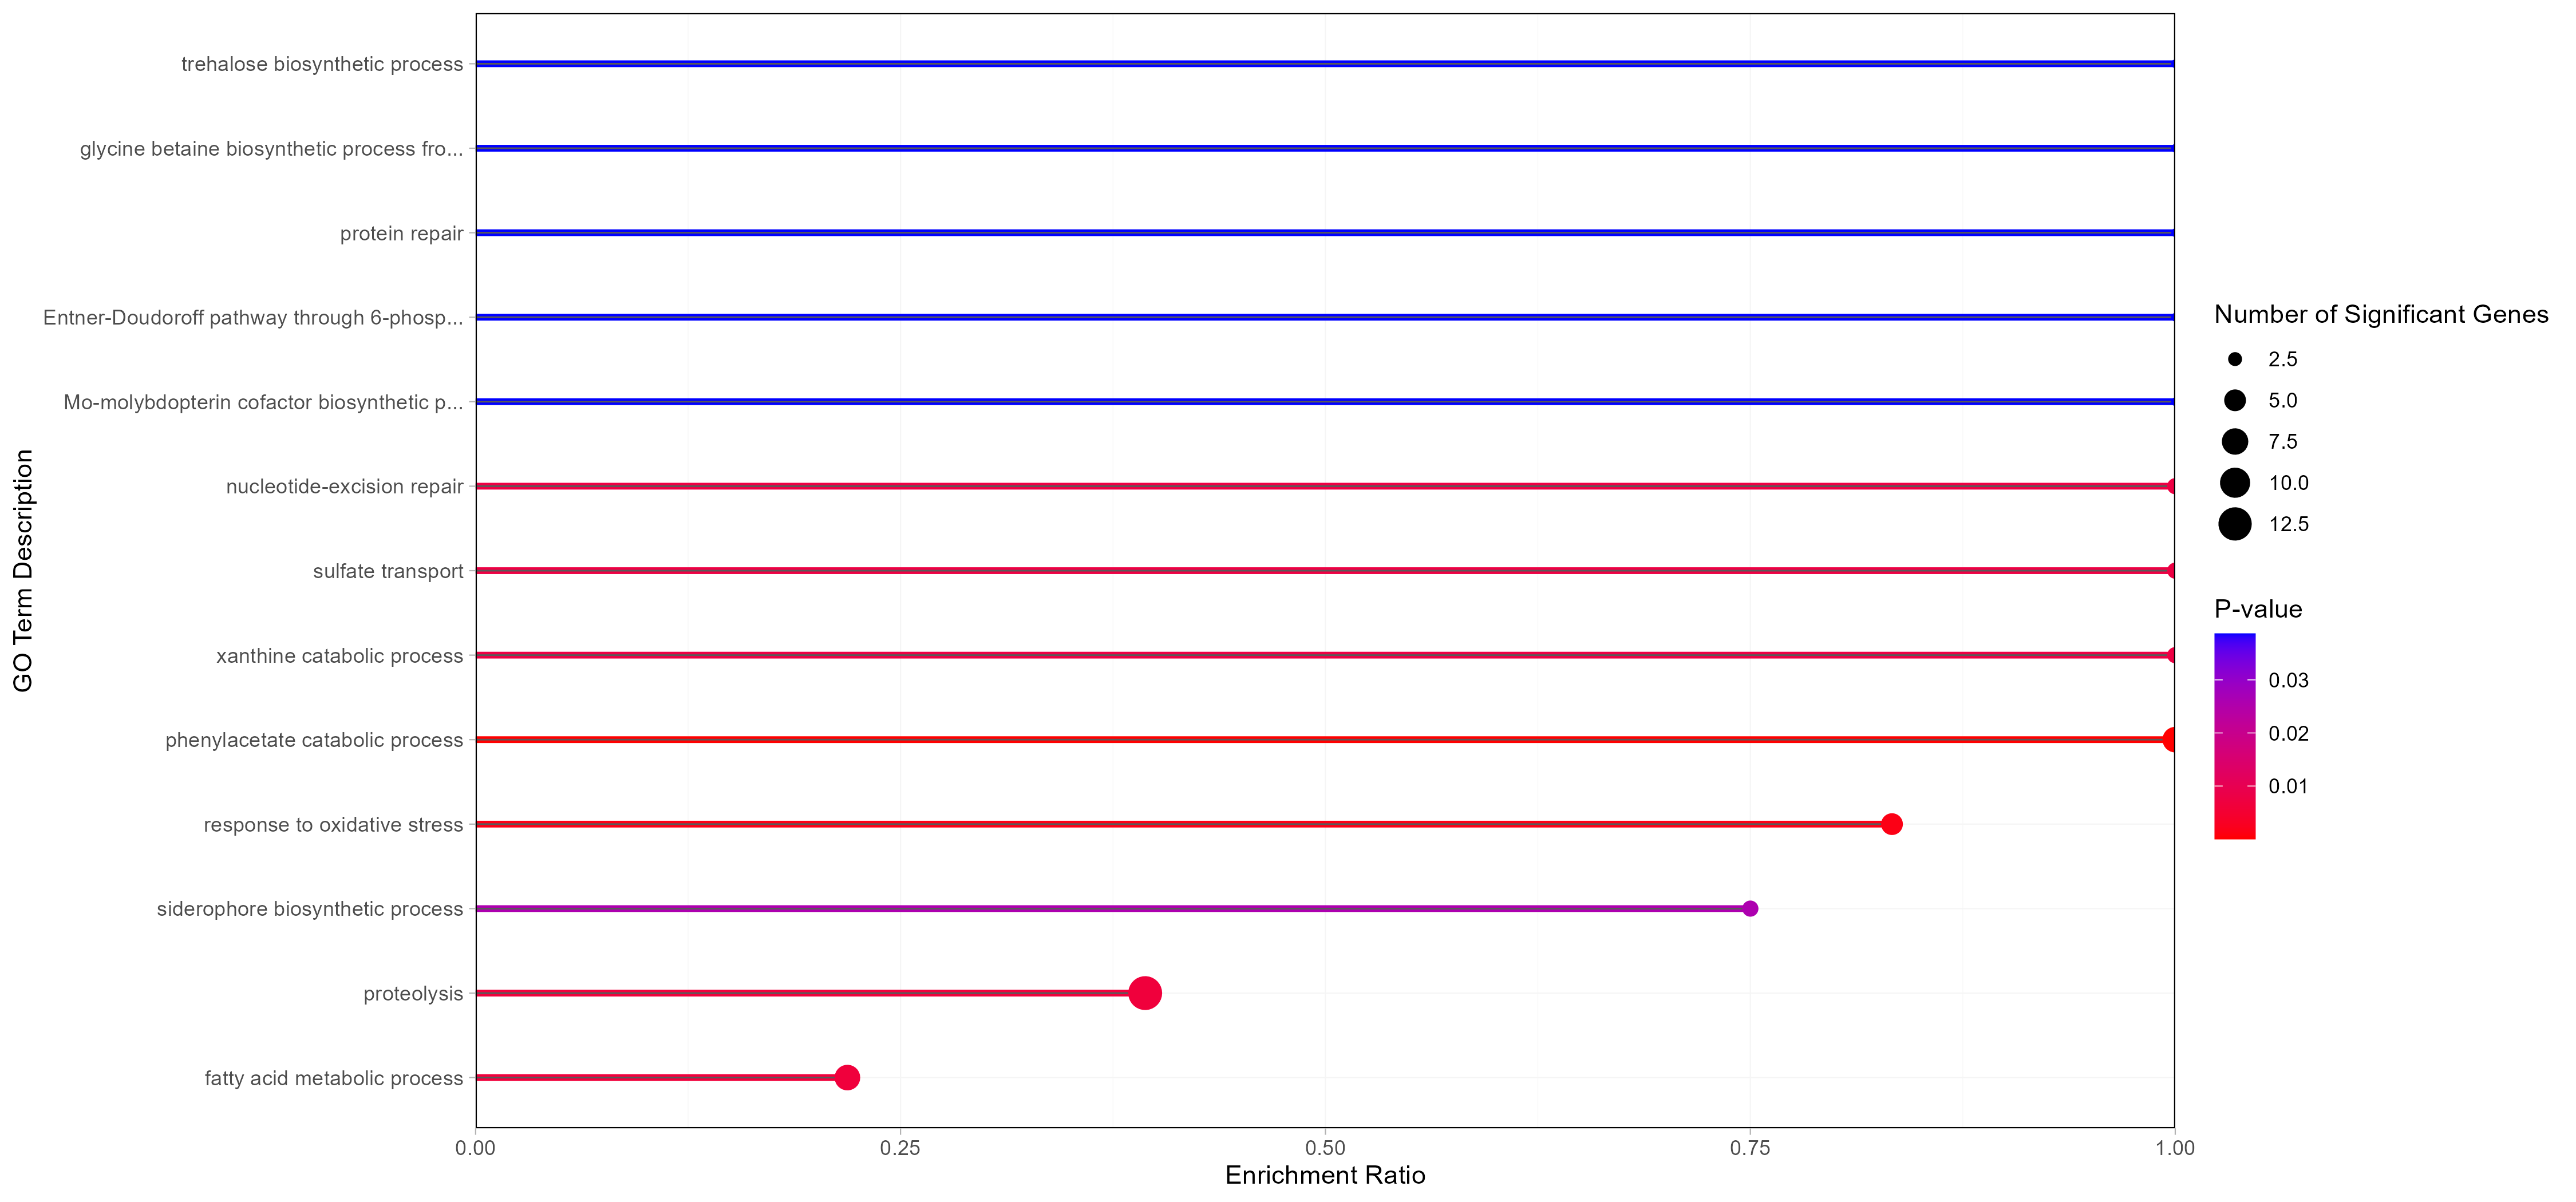 GO Term Description
trehalose biosynthetic process
glycine betaine biosynthetic process fro...
protein repair
Entner-Doudoroff pathway through 6-phosp...
Mo-molybdopterin cofactor biosynthetic p...
nucleotide-excision repair
sulfate transport
xanthine catabolic process
phenylacetate catabolic process
response to oxidative stress
siderophore biosynthetic process
proteolysis
fatty acid metabolic process
0.00 0.25 0.50 0.75 1.00
Enrichment Ratio
Number of Significant Genes
2.5
5.0
7.5
10.0
12.5
P-value
0.03
0.02
0.01